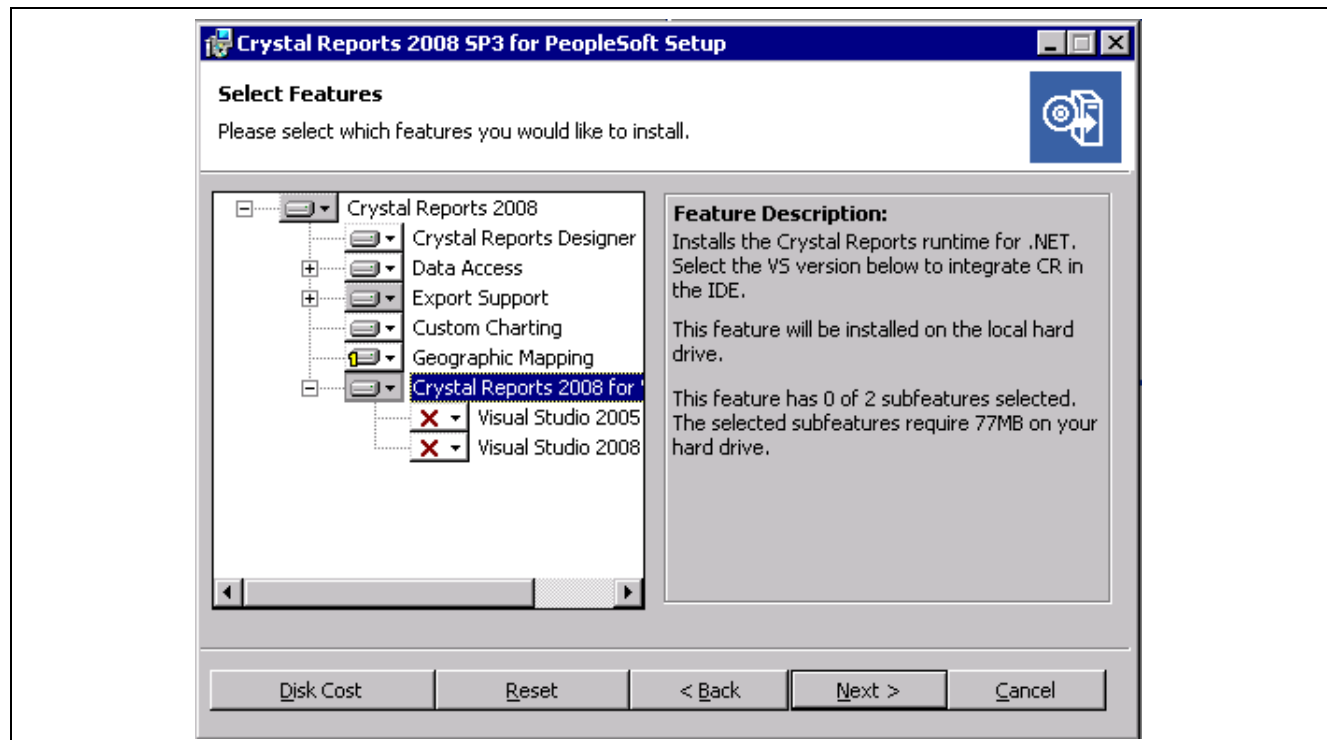 Crystal Reports 2008 SP3 for PeopleSoft Setup
Select Features
Please select which features you would like to install.
Crystal Reports 2008
Crystal Reports Designer
Data Access
Export Support
Custom Charting
Geographic Mapping
Crystal Reports 2008 for
Visual Studio 2005
Visual Studio 2008
Feature Description:
Installs the Crystal Reports runtime for .NET.
Select the VS version below to integrate CR in
the IDE.
This feature will be installed on the local hard
drive.
This feature has 0 of 2 subfeatures selected.
The selected subfeatures require 77MB on your
hard drive.
Disk Cost
Reset
< Back
Next >
Cancel